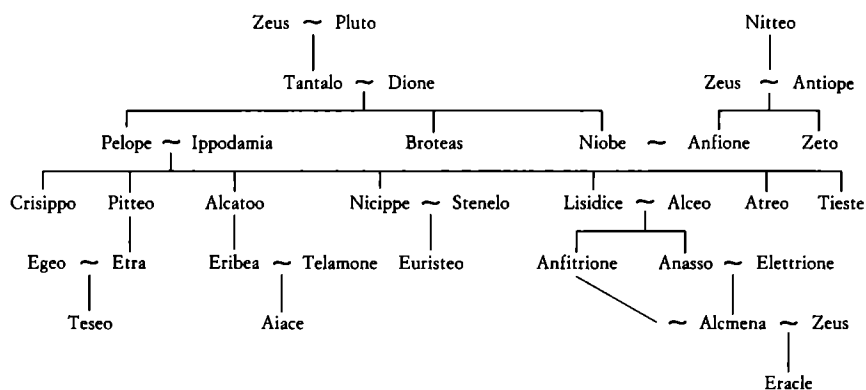 Zeus ~ Pluto Nitteo
Tantalo ~ Dione Zeus ~ Antiope
Pelope ~ Ippodamia Broteas Niobe ~ Anfione Zeto
Crisippo Pitteo Alcatoo Nicippe ~ Stenelo Lisidice ~ Alceo Atreo Tieste
Egeo ~ Etra Eribea ~ Telamone Euristeo Anfitrione Anasso ~ Elettrione
Teseo Aiace ~ Alcmena ~ Zeus
Eracle